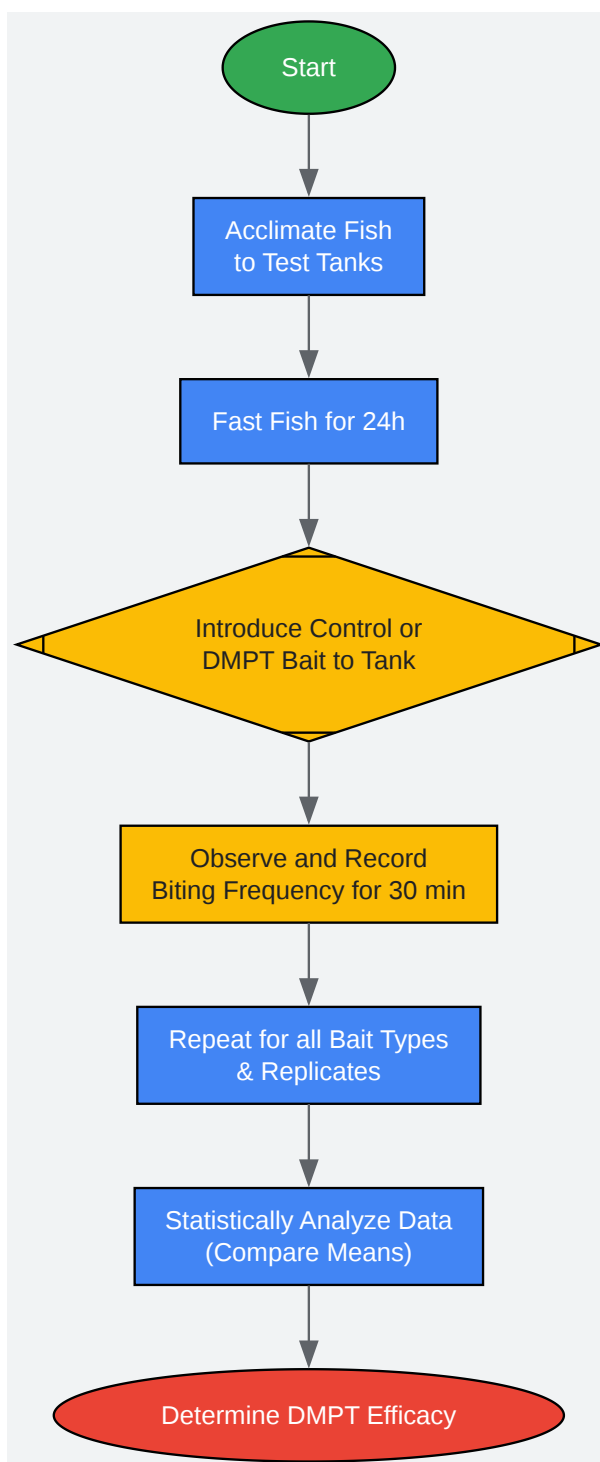 Start
Acclimate Fish
to Test Tanks
Fast Fish for 24h
Introduce Control or
DMPT Bait to Tank
Observe and Record
Biting Frequency for 30 min
Repeat for all Bait Types
& Replicates
Statistically Analyze Data
(Compare Means)
Determine DMPT Efficacy